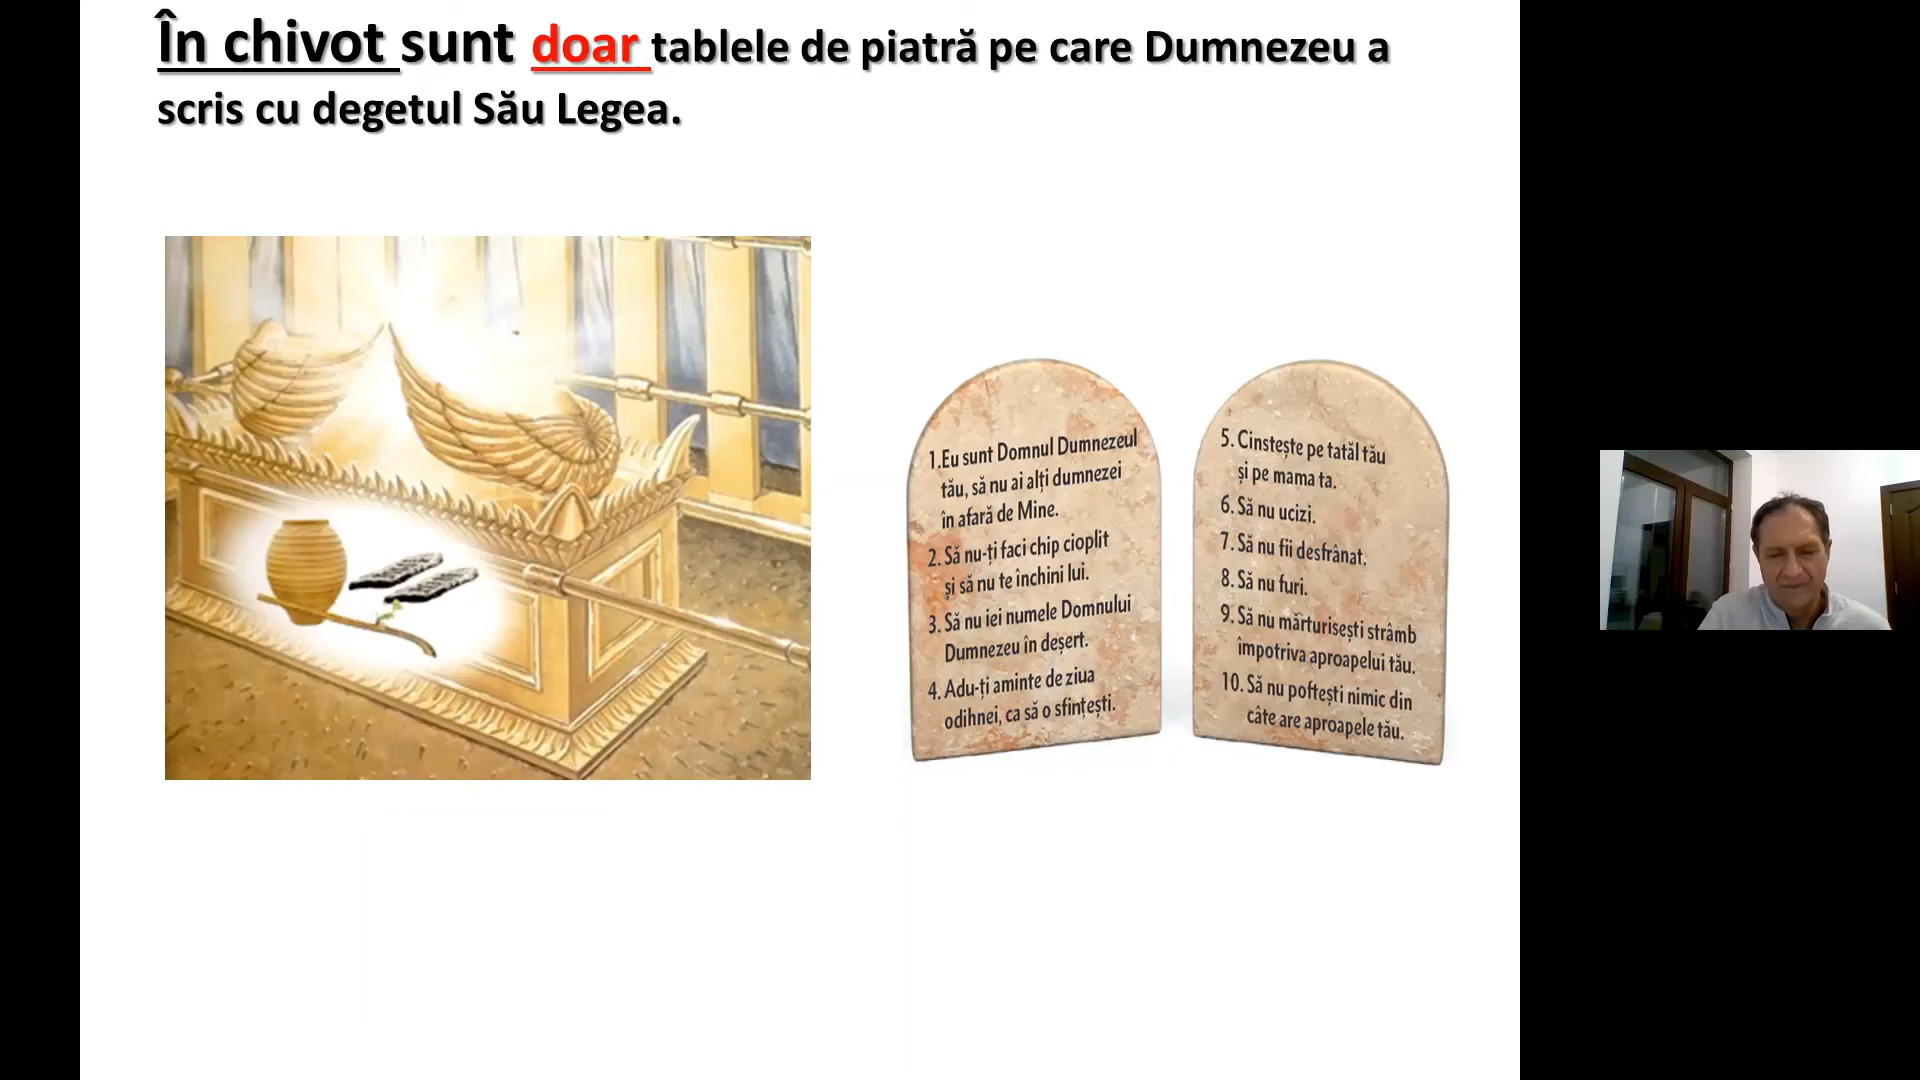 În chivot sunt doar tablele de piatră pe care Dumnezeu a
scris cu degetul Său Legea.
1.Eu sunt Domnul Dumnezeul
tău, să nu ai alți dumnezei
în afară de Mine.
2. Să nu-ți faci chip cioplit
și să nu te închini lui.
3. Să nu iei numele Domnului
Dumnezeu în deșert.
4. Adu-ți aminte de ziua
odihnei, ca să o sfințești.
5. Cinstește pe tatăl tău
și pe mama ta.
6. Să nu ucizi.
7. Să nu fii desfrânat.
8. Să nu furi.
9. Să nu mărturisești strâmb
împotriva aproapelui tău.
10. Să nu poftești nimic din
câte are aproapele tău.